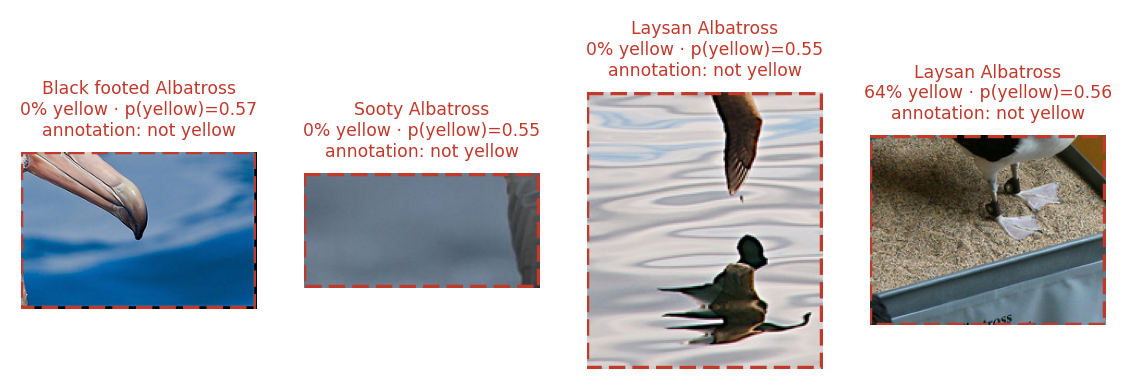 Black footed Albatross
0% yellow · p(yellow)=0.57
annotation: not yellow
Sooty Albatross
0% yellow · p(yellow)=0.55
annotation: not yellow
Laysan Albatross
0% yellow · p(yellow)=0.55
annotation: not yellow
Laysan Albatross
64% yellow · p(yellow)=0.56
annotation: not yellow